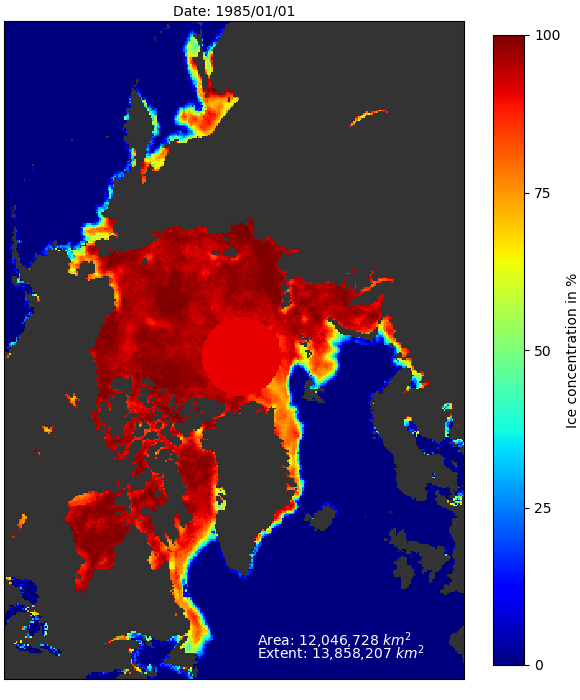 Date: 1985/01/01
100
75
50
25
0
Ice concentration in %
Area: 12,046,728 km²
Extent: 13,858,207 km²